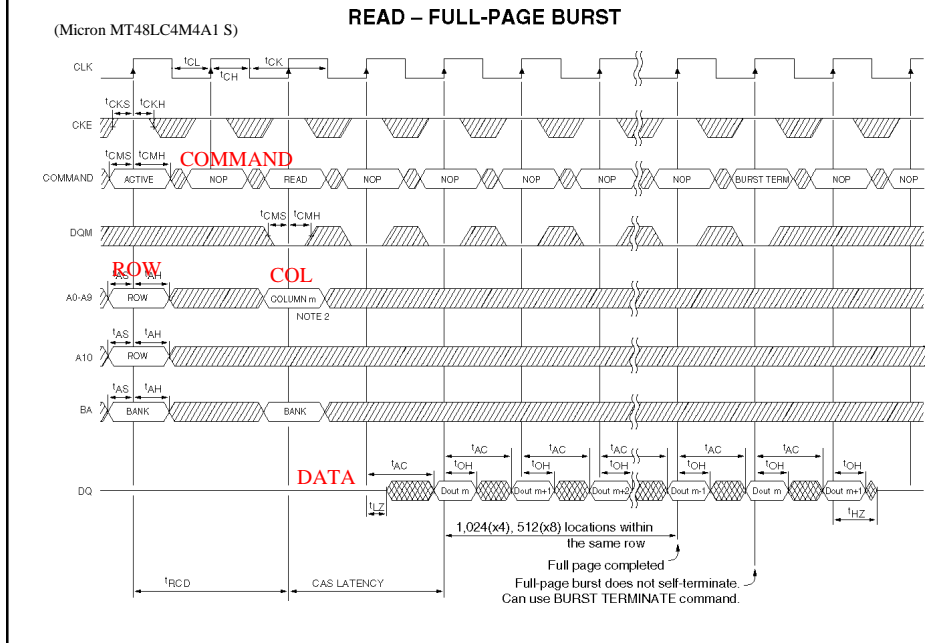 READ – FULL-PAGE BURST
(Micron MT48LC4M4A1 S)
CLK
tCL
tCK
tCH
tCKS tCKH
CKE
tCMS tCMH
COMMAND
COMMAND ACTIVE NOP READ NOP NOP NOP NOP NOP BURST TERM NOP NOP
tCMS tCMH
DQM
ROW COL
tAS tAH
A0-A9 ROW COLUMN m
NOTE 2
tAS tAH
A10 ROW
tAS tAH
BA BANK BANK
tAC tAC tAC tAC tAC tAC
DATA tOH tOH tOH tOH tOH tOH
DQ Dout m Dout m+1 Dout m+2 Dout m-1 Dout m Dout m+1
tLZ tHZ
1,024(x4), 512(x8) locations within
the same row
Full page completed
tRCD CAS LATENCY
Full-page burst does not self-terminate.
Can use BURST TERMINATE command.